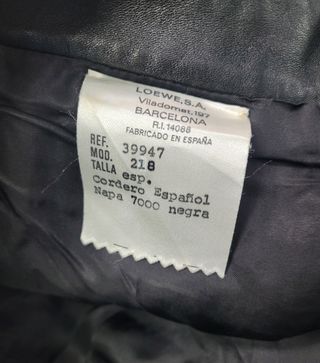 LOEWE,S.A.
Viladomat,197
BARCELONA
R.I.14088
FABRICADO EN ESPAÑA
REF. 39947
MOD. 218
TALLA esp.
Cordero Español
Napa 7000 negra